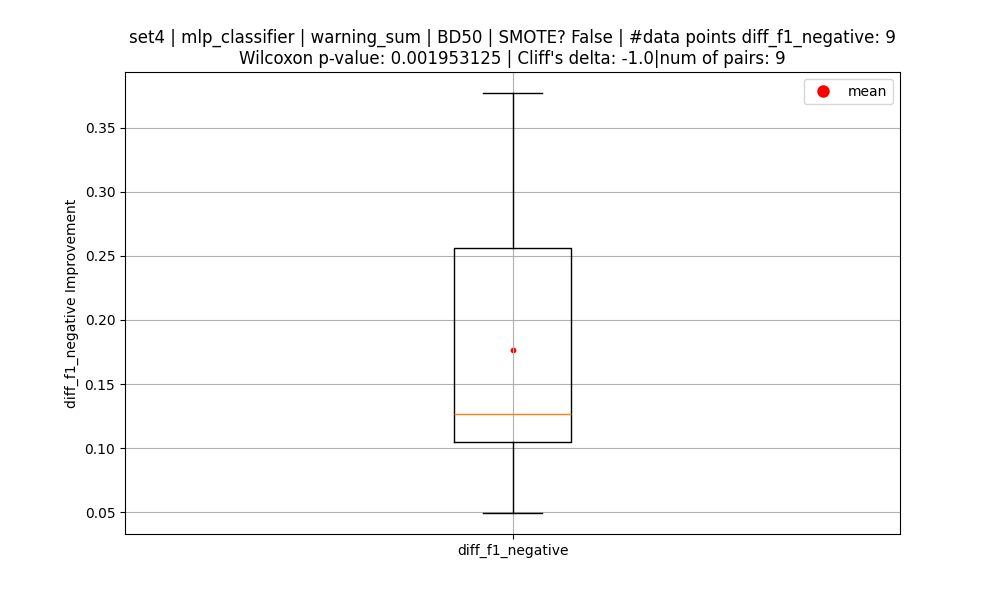 set4 | mlp_classifier | warning_sum | BD50 | SMOTE? False | #data points diff_f1_negative: 9
Wilcoxon p-value: 0.001953125 | Cliff's delta: -1.0|num of pairs: 9
mean
0.35
0.30
0.25
0.20
0.15
0.10
0.05
diff_f1_negative Improvement
diff_f1_negative